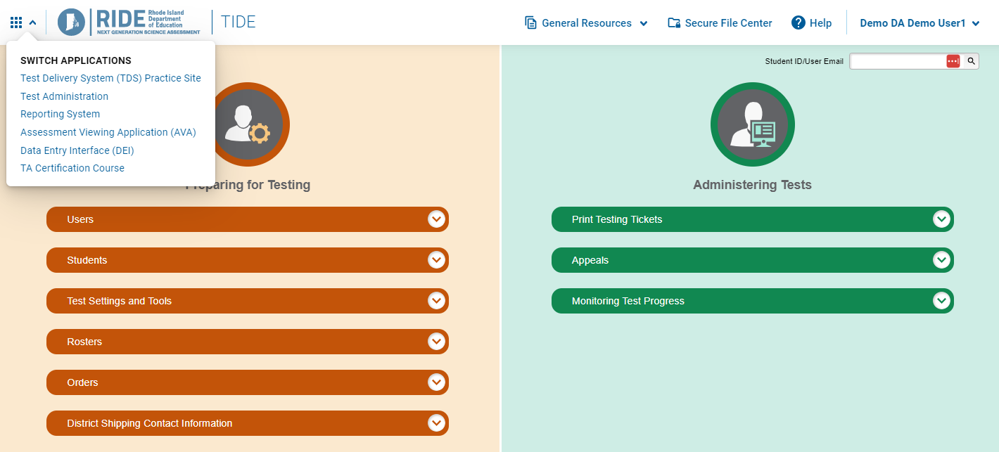 RIDE
Rhode Island
Department
of Education
NEXT GENERATION SCIENCE ASSESSMENT
TIDE
General Resources
Secure File Center
? Help
Demo DA Demo User1
SWITCH APPLICATIONS
Test Delivery System (TDS) Practice Site
Test Administration
Reporting System
Assessment Viewing Application (AVA)
Data Entry Interface (DEI)
TA Certification Course
Student ID/User Email
Preparing for Testing
Users
Students
Test Settings and Tools
Rosters
Orders
District Shipping Contact Information
Administering Tests
Print Testing Tickets
Appeals
Monitoring Test Progress